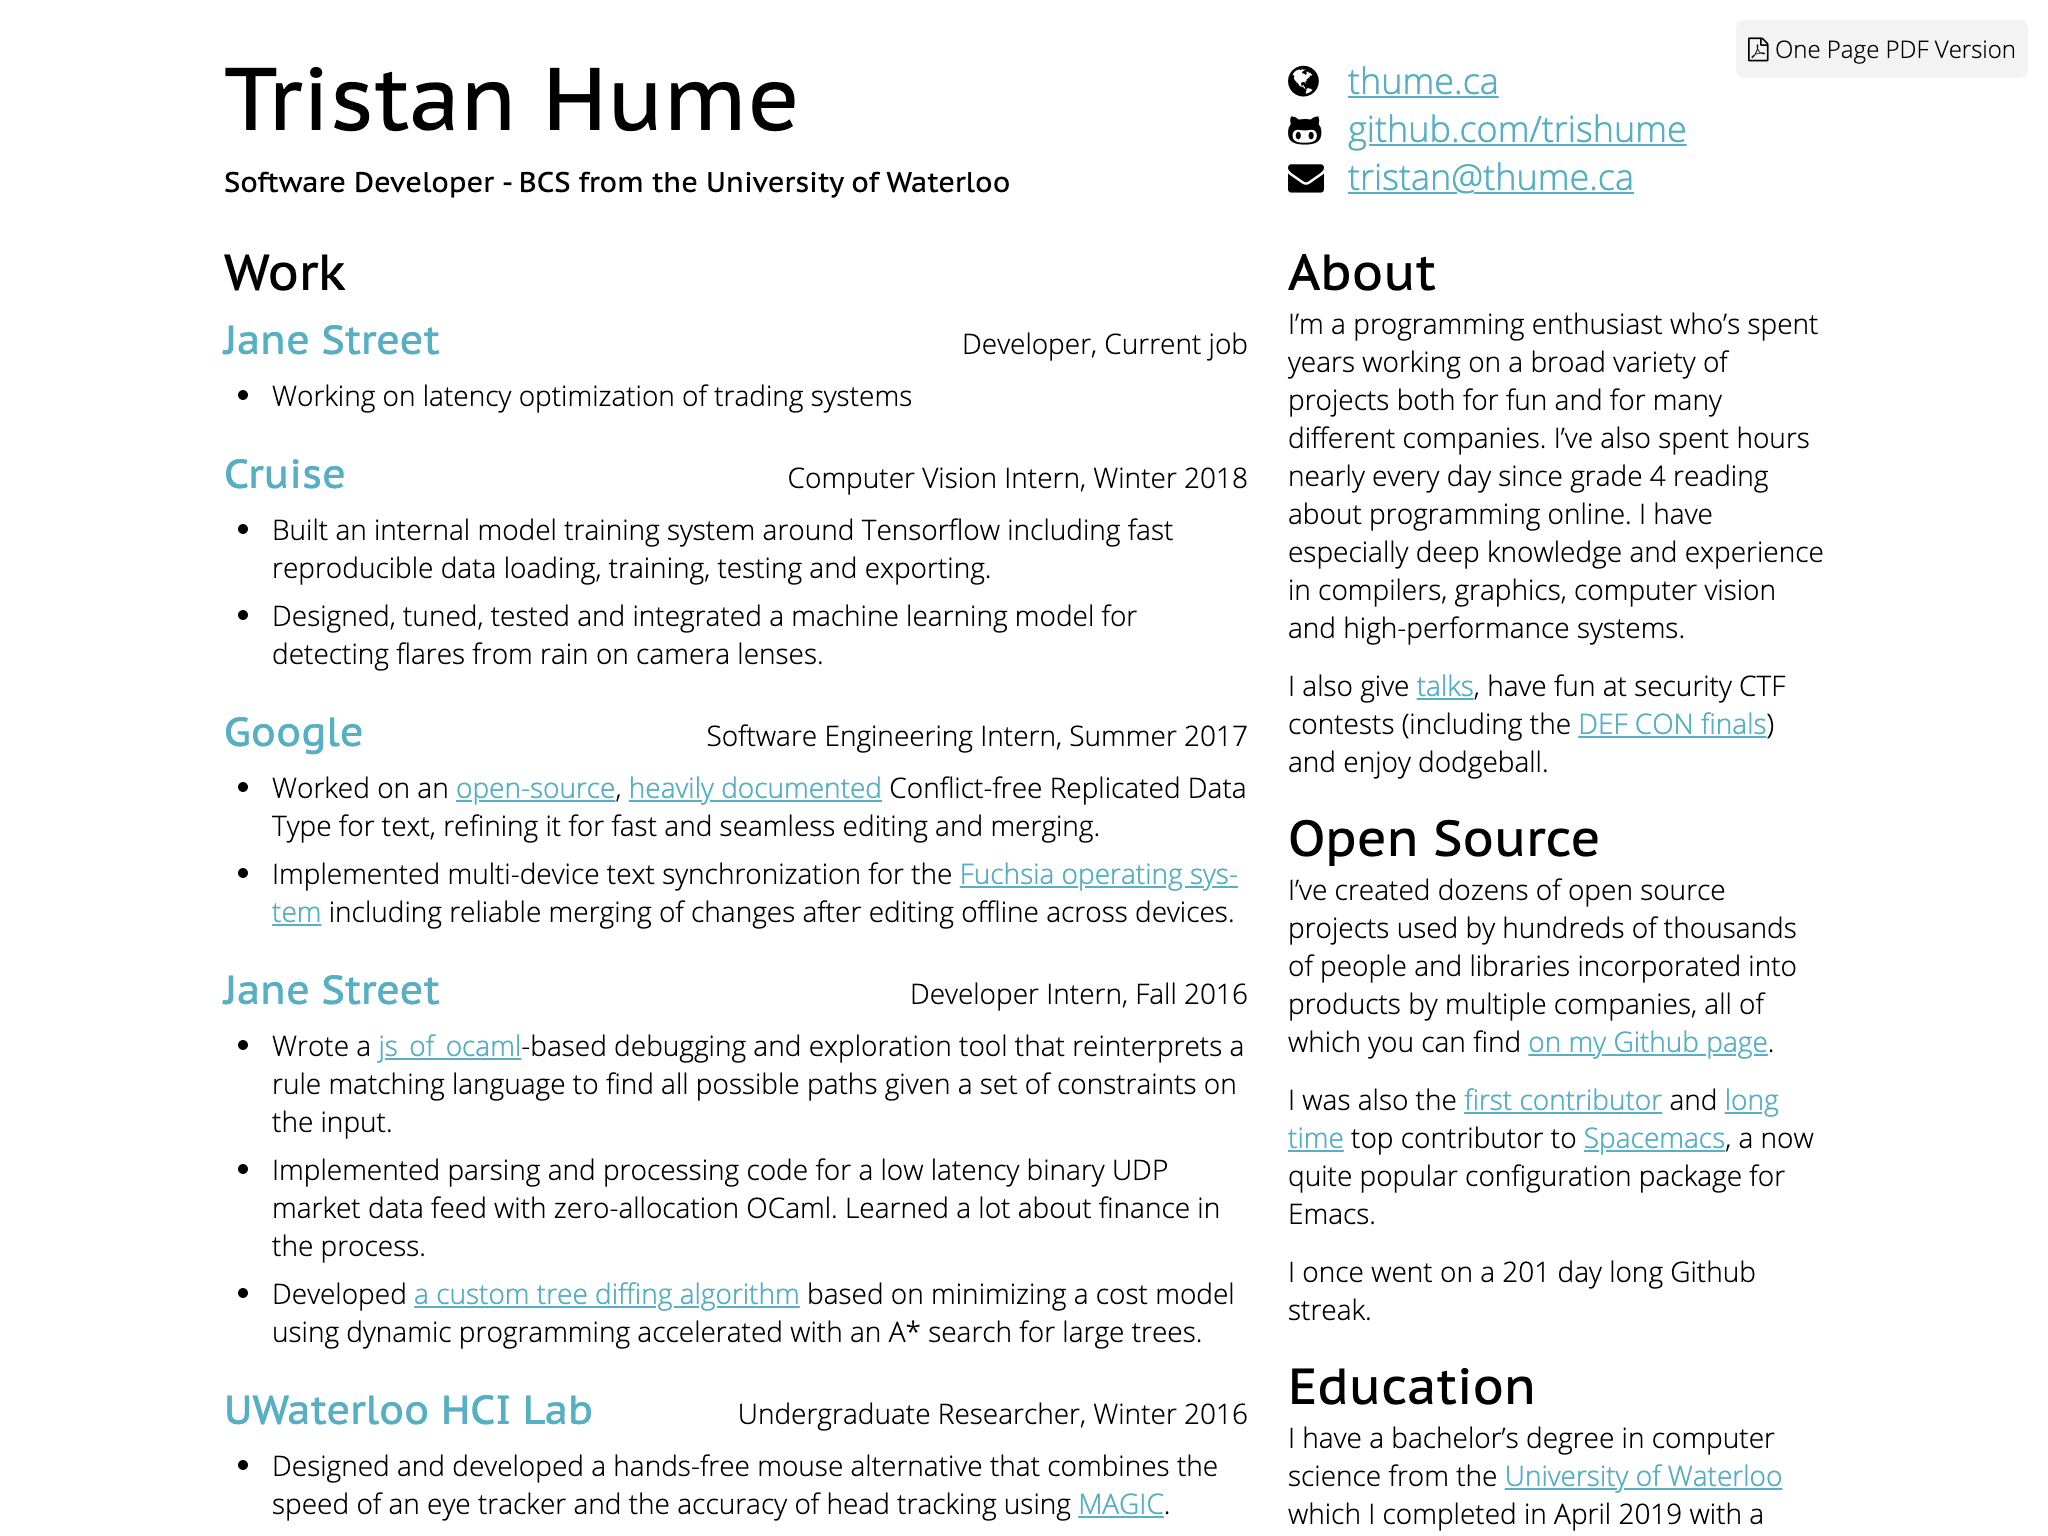 One Page PDF Version
Tristan Hume
Software Developer - BCS from the University of Waterloo
thume.ca
github.com/trishume
tristan@thume.ca
Work
Jane Street
Developer, Current job
• Working on latency optimization of trading systems
Cruise
Computer Vision Intern, Winter 2018
• Built an internal model training system around Tensorflow including fast
reproducible data loading, training, testing and exporting.
• Designed, tuned, tested and integrated a machine learning model for
detecting flares from rain on camera lenses.
Google
Software Engineering Intern, Summer 2017
• Worked on an open-source, heavily documented Conflict-free Replicated Data
Type for text, refining it for fast and seamless editing and merging.
• Implemented multi-device text synchronization for the Fuchsia operating sys-
tem including reliable merging of changes after editing offline across devices.
Jane Street
Developer Intern, Fall 2016
• Wrote a js_of_ocaml-based debugging and exploration tool that reinterprets a
rule matching language to find all possible paths given a set of constraints on
the input.
• Implemented parsing and processing code for a low latency binary UDP
market data feed with zero-allocation OCaml. Learned a lot about finance in
the process.
• Developed a custom tree diffing algorithm based on minimizing a cost model
using dynamic programming accelerated with an A* search for large trees.
UWaterloo HCI Lab
Undergraduate Researcher, Winter 2016
• Designed and developed a hands-free mouse alternative that combines the
speed of an eye tracker and the accuracy of head tracking using MAGIC.
About
I’m a programming enthusiast who’s spent
years working on a broad variety of
projects both for fun and for many
different companies. I’ve also spent hours
nearly every day since grade 4 reading
about programming online. I have
especially deep knowledge and experience
in compilers, graphics, computer vision
and high-performance systems.
I also give talks, have fun at security CTF
contests (including the DEF CON finals)
and enjoy dodgeball.
Open Source
I’ve created dozens of open source
projects used by hundreds of thousands
of people and libraries incorporated into
products by multiple companies, all of
which you can find on my Github page.
I was also the first contributor and long
time top contributor to Spacemacs, a now
quite popular configuration package for
Emacs.
I once went on a 201 day long Github
streak.
Education
I have a bachelor’s degree in computer
science from the University of Waterloo
which I completed in April 2019 with a